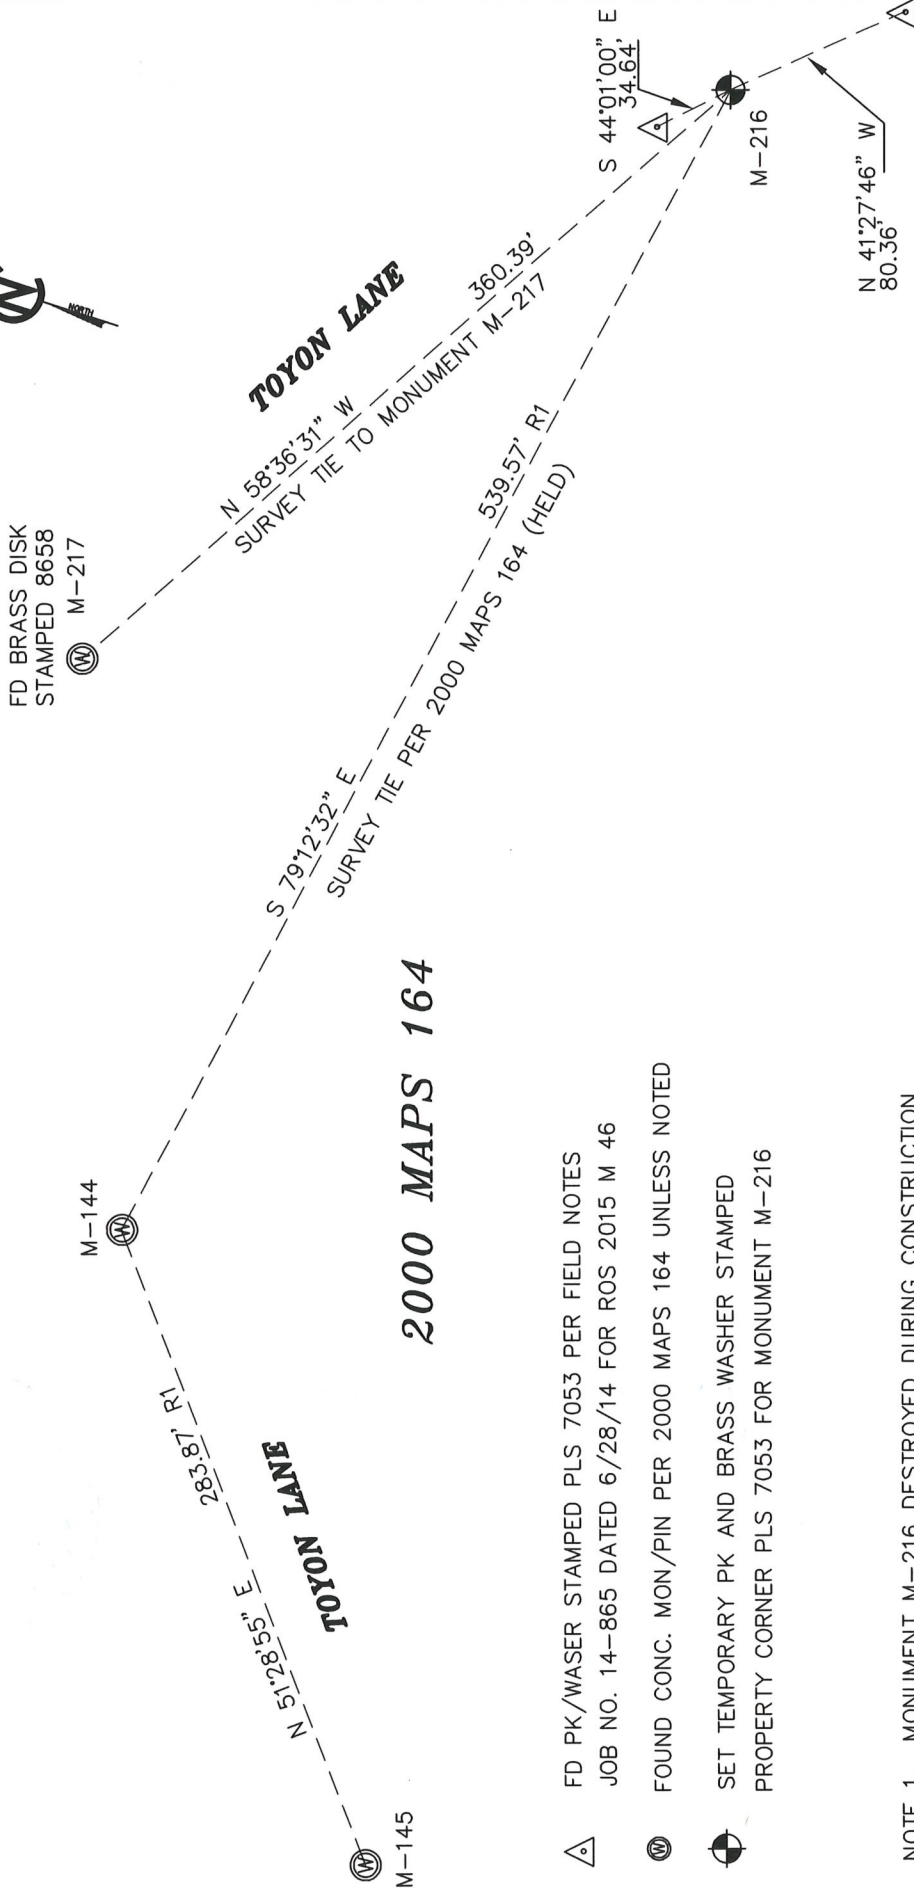 FD BRASS DISK
STAMPED 8658
M-217
N
NORTH
TOYON LANE
N 58°36'31" W
360.39'
SURVEY TIE TO MONUMENT M-217
S 44°01'00" E
34.64'
M-216
N 41°27'46" W
80.36'
M-144
S 79°12'32" E
539.57' R1
SURVEY TIE PER 2000 MAPS 164 (HELD)
N 51°28'55" E
283.87' R1
TOYON LANE
M-145
2000 MAPS 164
FD PK/WASER STAMPED PLS 7053 PER FIELD NOTES
JOB NO. 14-865 DATED 6/28/14 FOR ROS 2015 M 46
W FOUND CONC. MON/PIN PER 2000 MAPS 164 UNLESS NOTED
SET TEMPORARY PK AND BRASS WASHER STAMPED
PROPERTY CORNER PLS 7053 FOR MONUMENT M-216
NOTE 1 MONUMENT M-216 DESTROYED DURING CONSTRUCTION